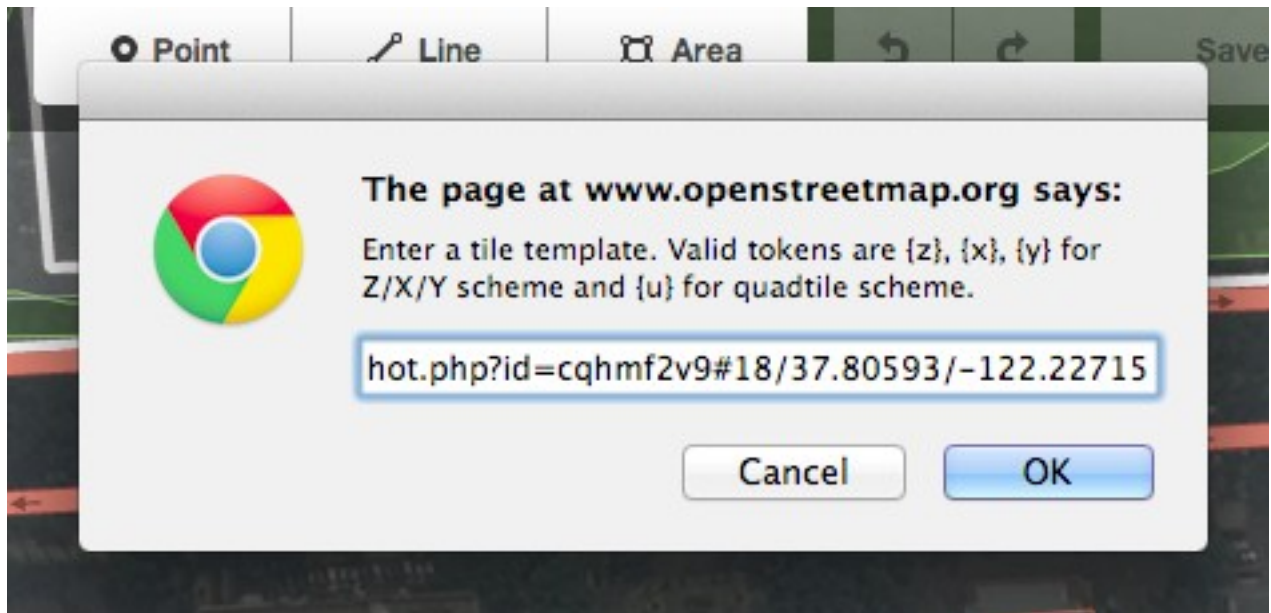 Point Line Area Save
The page at www.openstreetmap.org says:
Enter a tile template. Valid tokens are {z}, {x}, {y} for
Z/X/Y scheme and {u} for quadtile scheme.
hot.php?id=cqhmf2v9#18/37.80593/-122.22715
Cancel OK